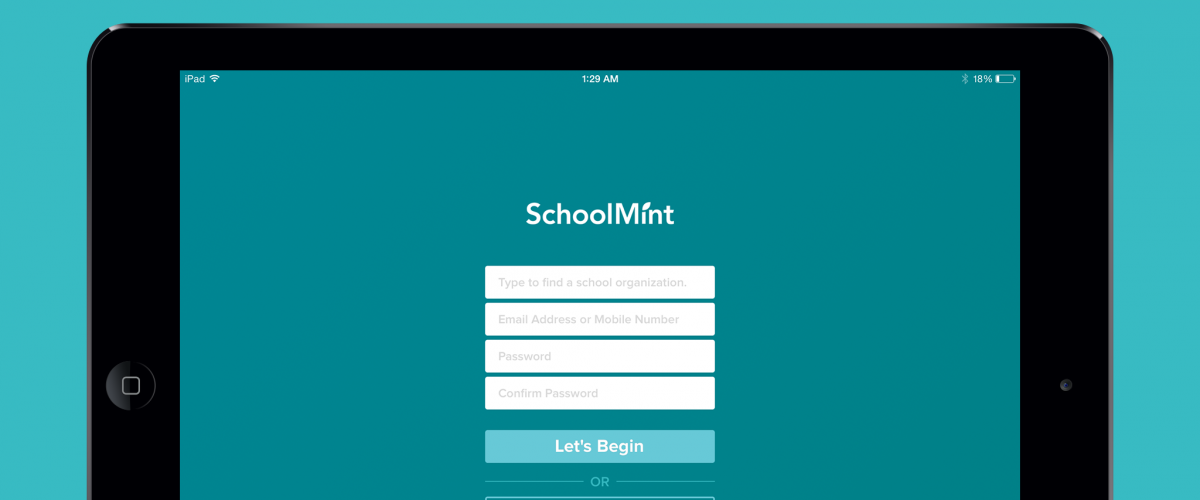 iPad 1:29 AM 18%
SchoolMint
Type to find a school organization.
Email Address or Mobile Number
Password
Confirm Password
Let's Begin
OR